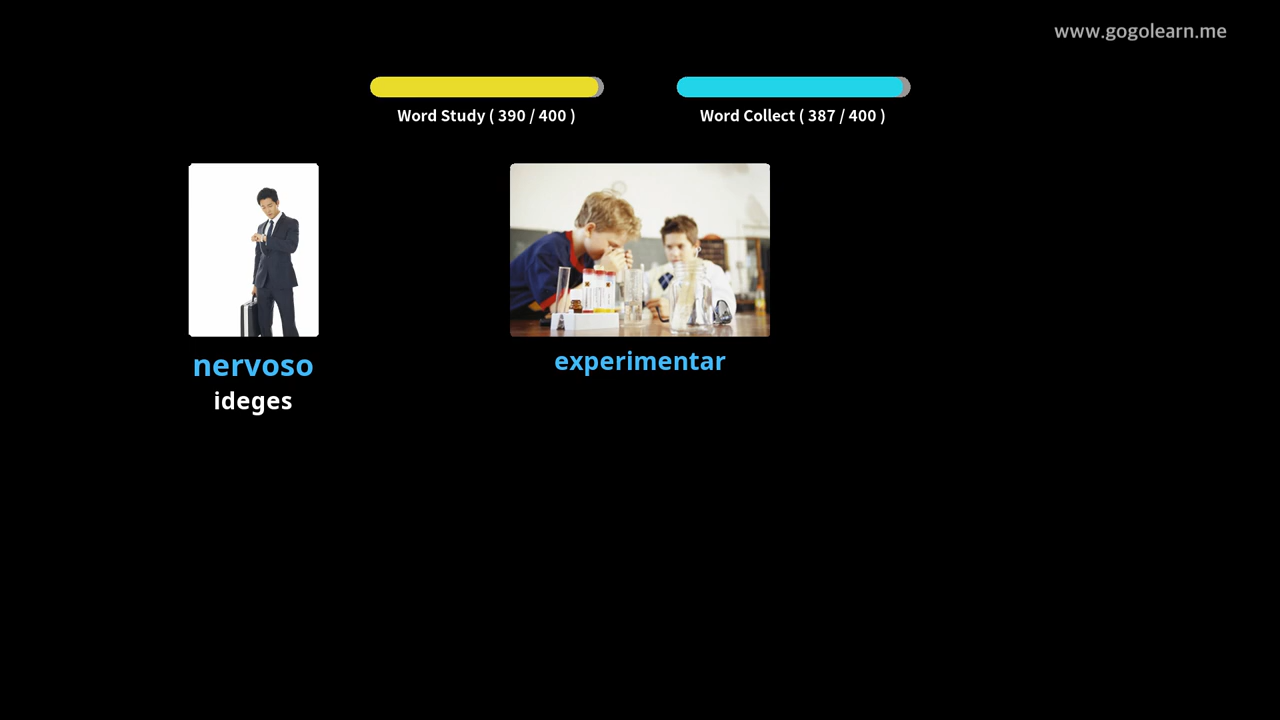 www.gogolearn.me
Word Study ( 390 / 400 )
Word Collect ( 387 / 400 )
nervoso
ideges
experimentar